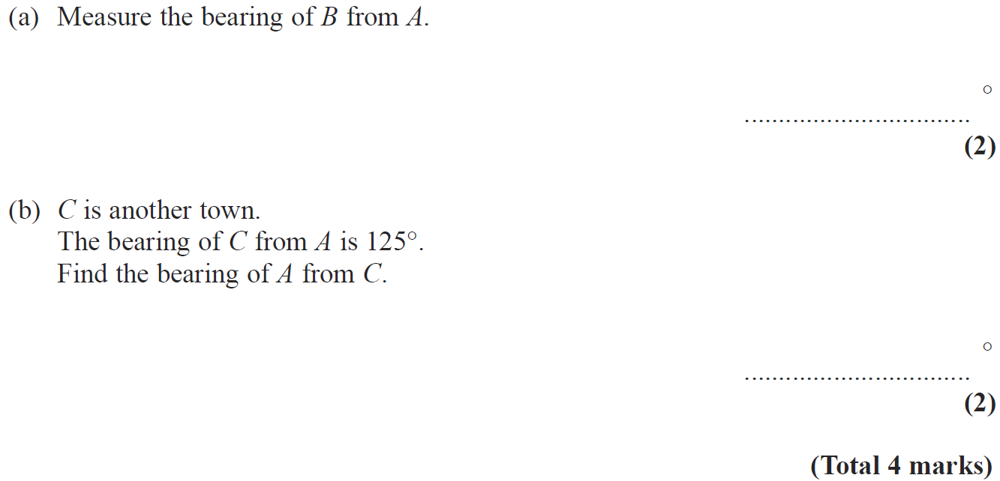 (a) Measure the bearing of B from A.
°
.................................
(2)
(b) C is another town.
The bearing of C from A is 125°.
Find the bearing of A from C.
°
.................................
(2)
(Total 4 marks)